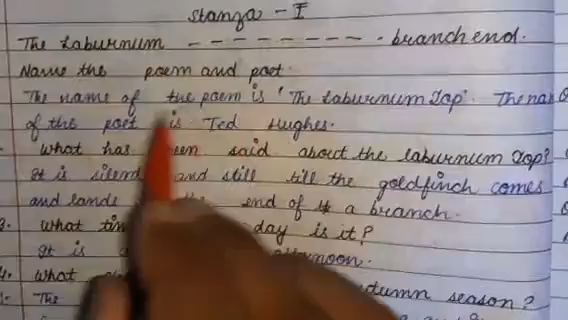 Stanza - I
The Laburnum - - - - - - - - - . branch end.
Name the poem and poet.
The name of the poem is 'The Laburnum Top'. The
of the poet is Ted Hughes.
What has been said about the Laburnum Top?
It is silent and still till the goldfinch comes
and lands the end of a branch.
3. What day is it?
It is afternoon.
4. What autumn season?
The